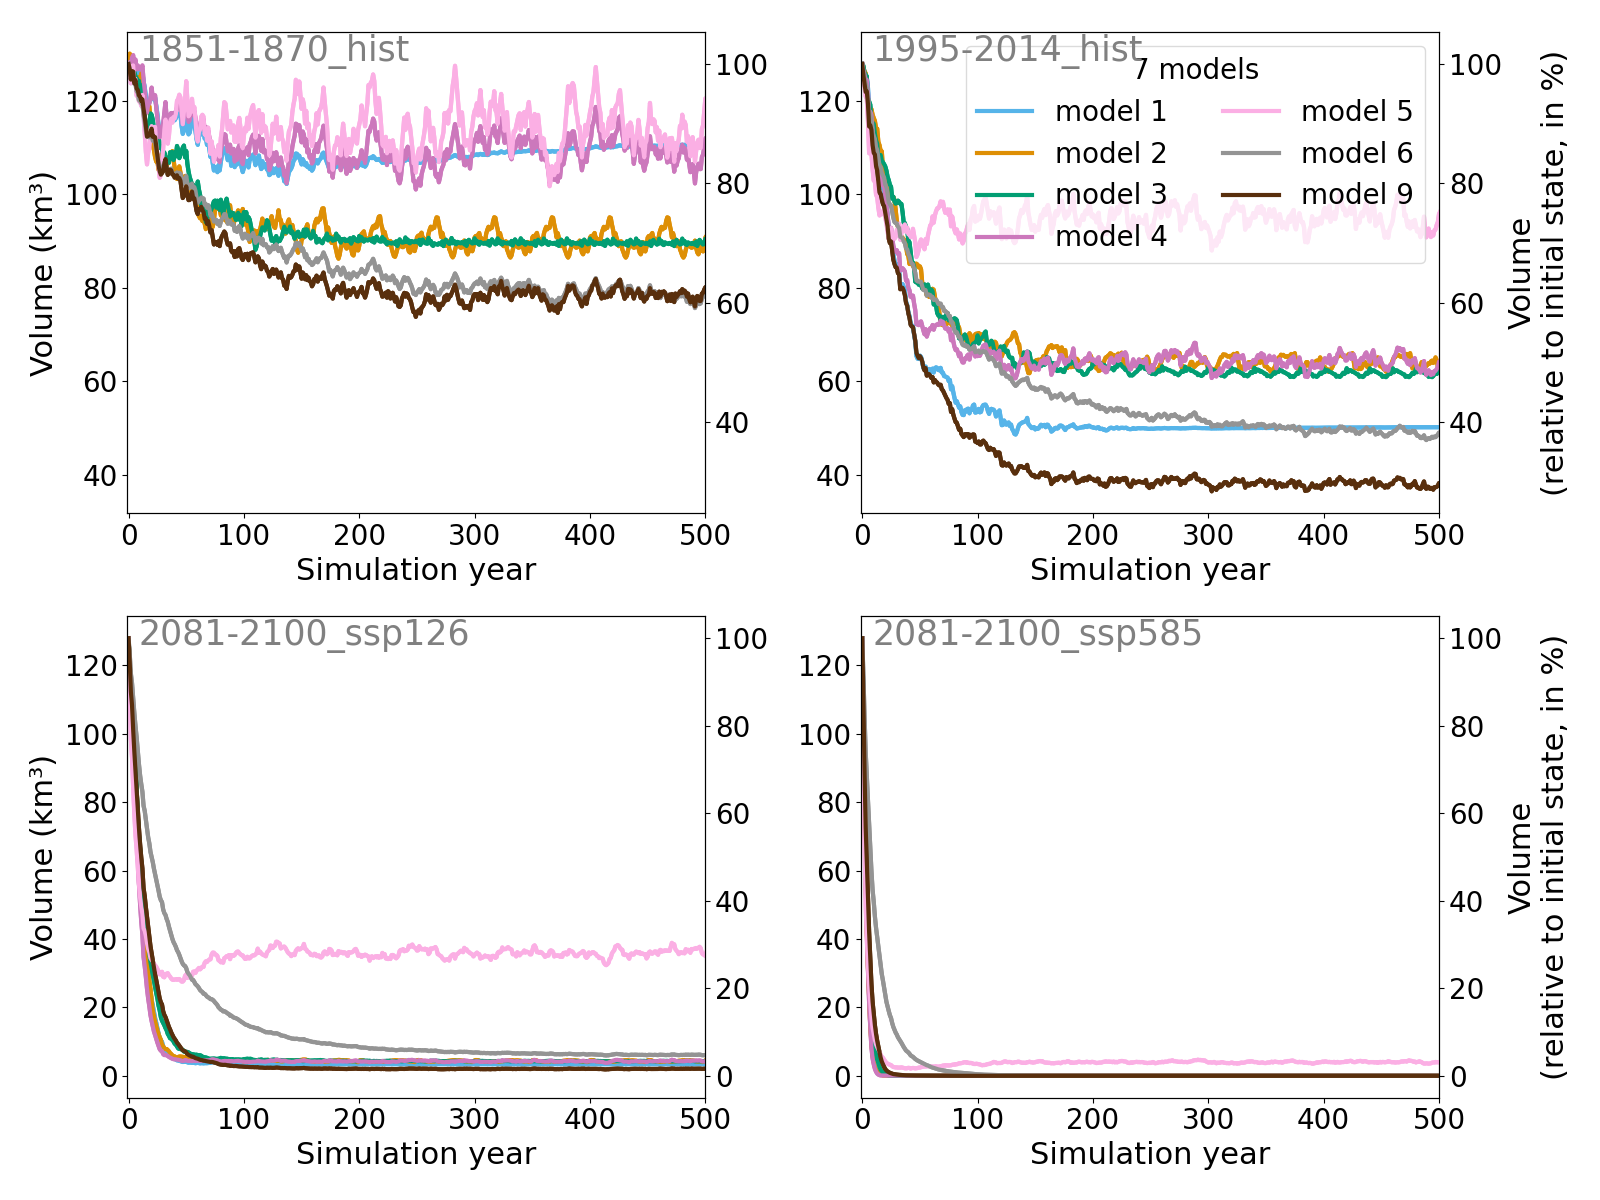 1851-1870_hist
120
100
80
60
40
100
80
60
40
0 100 200 300 400 500
Volume (km³)
Simulation year
1995-2014_hist
7 models
model 1
model 2
model 3
model 4
model 5
model 6
model 9
120
100
80
60
40
100
80
60
40
0 100 200 300 400 500
Simulation year
Volume
(relative to initial state, in %)
2081-2100_ssp126
120
100
80
60
40
20
0
100
80
60
40
20
0
0 100 200 300 400 500
Volume (km³)
Simulation year
2081-2100_ssp585
120
100
80
60
40
20
0
100
80
60
40
20
0
0 100 200 300 400 500
Simulation year
Volume
(relative to initial state, in %)